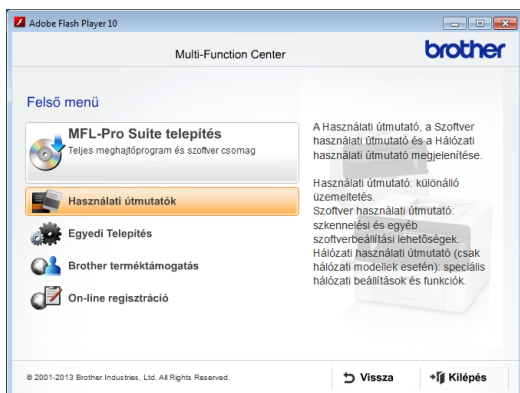 Adobe Flash Player 10
Multi-Function Center
brother
Felső menü
MFL-Pro Suite telepítés
Teljes meghajtóprogram és szoftver csomag
Használati útmutatók
Egyedi Telepítés
Brother terméktámogatás
On-line regisztráció
A Használati útmutató, a Szoftver
használati útmutató és a Hálózati
használati útmutató megjelenítése.
Használati útmutató: különálló
üzemeltetés.
Szoftver használati útmutató:
szkennelési és egyéb
szoftverbeállítási lehetőségek.
Hálózati használati útmutató (csak
hálózati modellek esetén): speciális
hálózati beállítások és funkciók.
© 2001-2013 Brother Industries, Ltd. All Rights Reserved.
Vissza
Kilépés